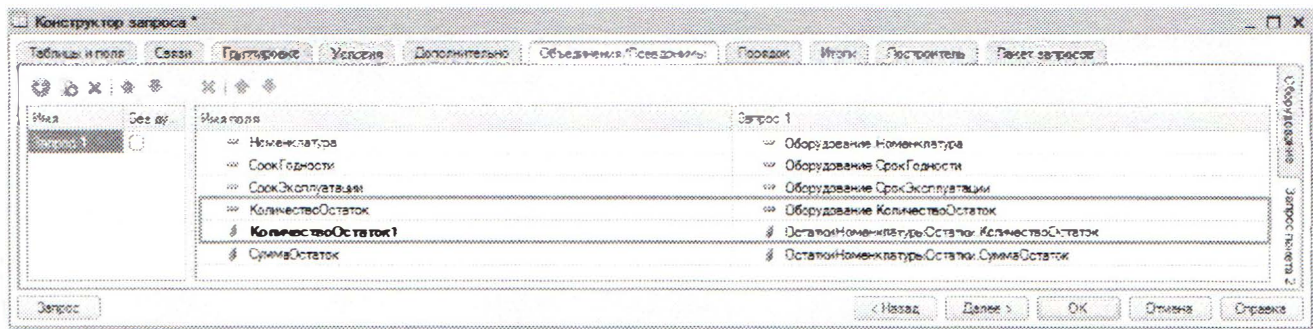 Конструктор запроса *
Таблицы и поля Связи Группировка Условия Дополнительно Объединения/Псевдонимы Порядок Итоги Построитель Пакет запросов
Имя Без ду... Имя поля Запрос 1
Запрос 1 Номенклатура Оборудование.Номенклатура
СрокГодности Оборудование.СрокГодности
СрокЭксплуатации Оборудование.СрокЭксплуатации
КоличествоОстаток Оборудование.КоличествоОстаток
КоличествоОстаток1 ОстаткиНоменклатурыОстатки.КоличествоОстаток
СуммаОстаток ОстаткиНоменклатурыОстатки.СуммаОстаток
Оборудование
Запрос пакета 2
Запрос < Назад Далее > ОК Отмена Справка